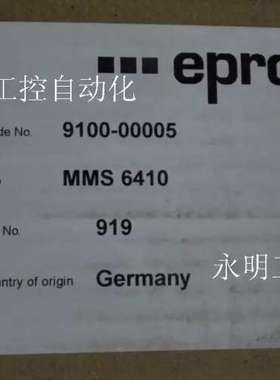 epro
工控自动化
de No. 9100-00005
MMS 6410
No. 919
永明工
untry of origin Germany